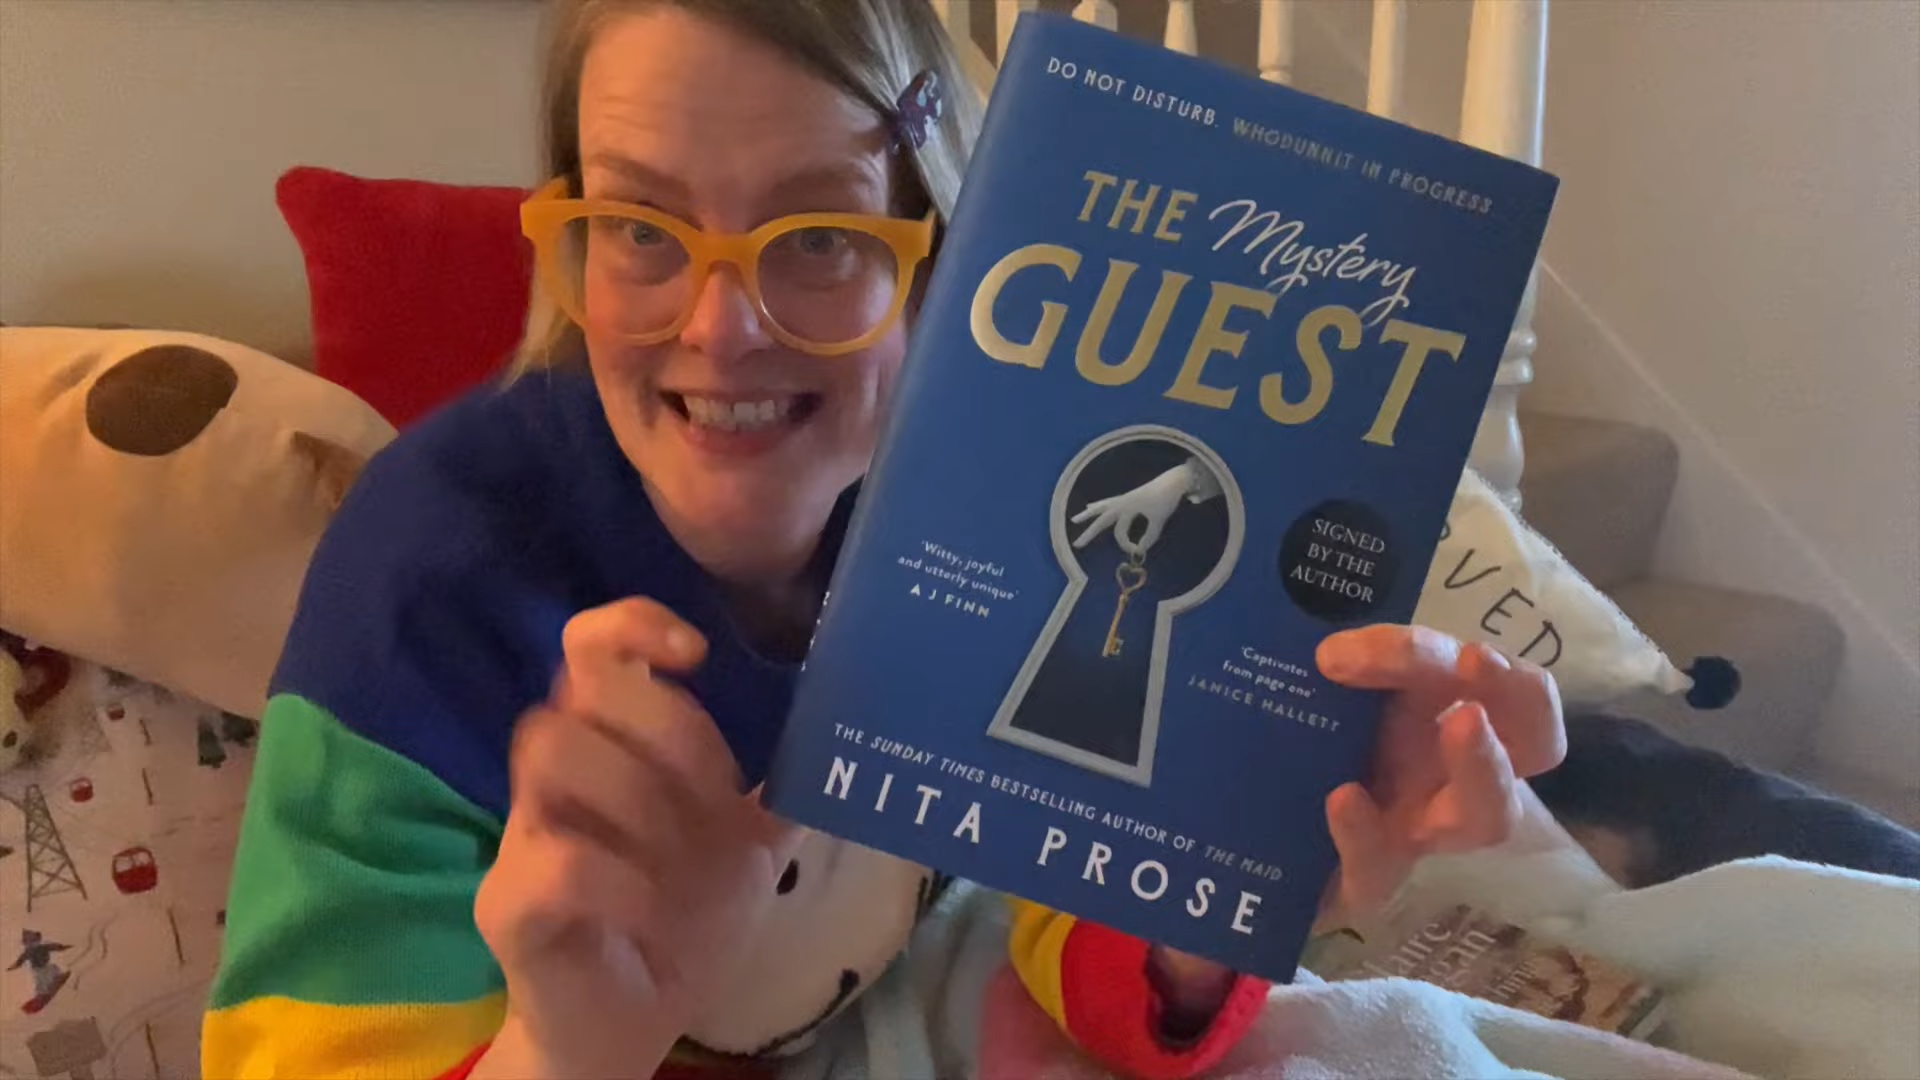 DO NOT DISTURB. WHODUNNIT IN PROGRESS
THE Mystery
GUEST
'Witty, joyful
and utterly unique'
A J FINN
SIGNED
BY THE
AUTHOR
'Captivates
from page one'
JANICE HALLETT
THE SUNDAY TIMES BESTSELLING AUTHOR OF THE MAID
NITA PROSE
VED